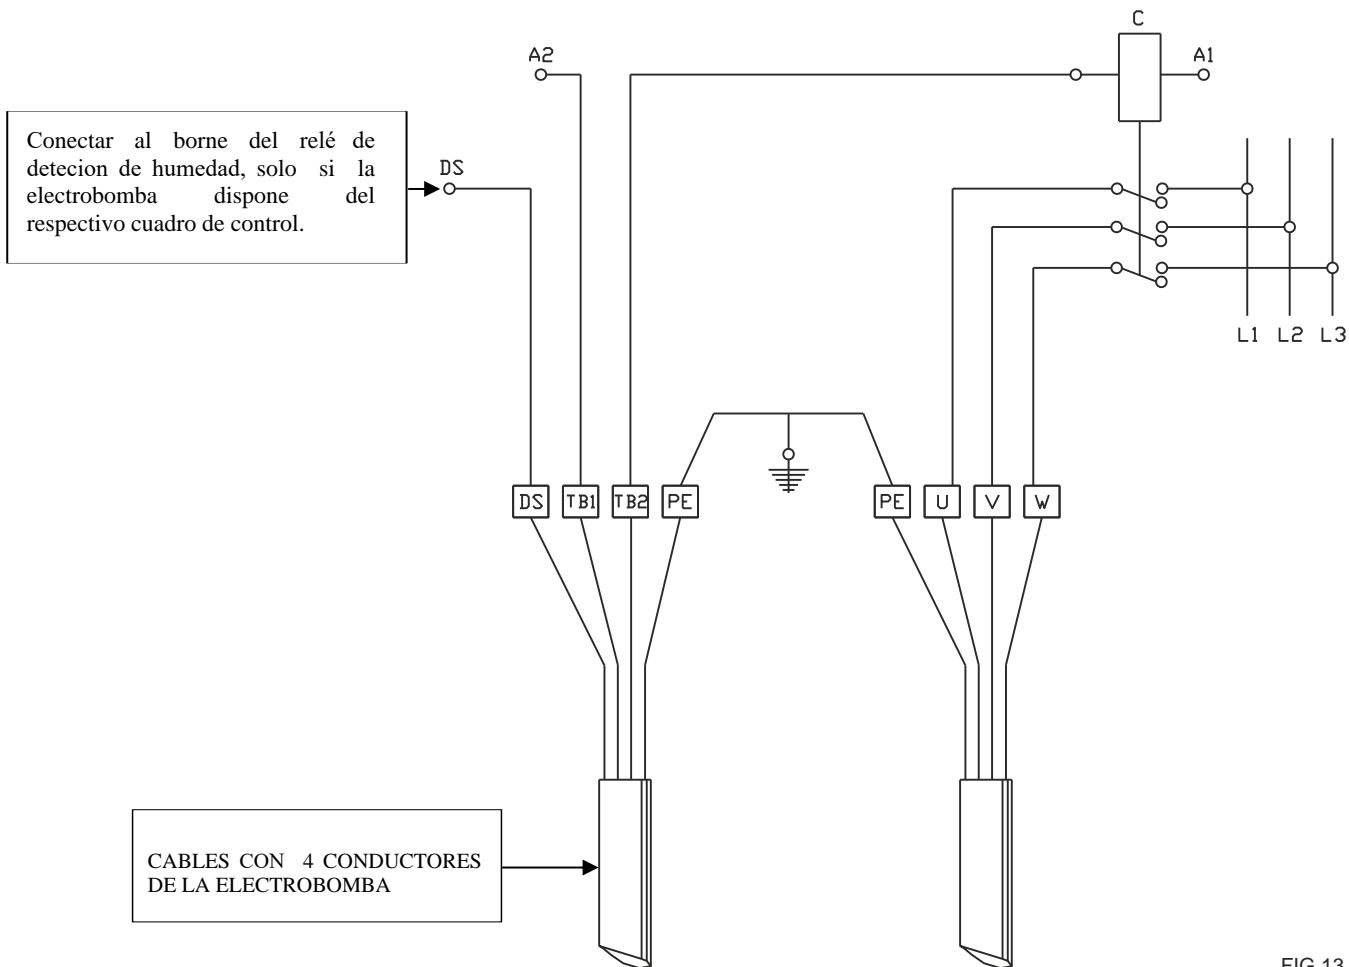 C
A2
A1
Conectar al borne del relé de
detecion de humedad, solo si la
electrobomba dispone del
respectivo cuadro de control.
DS
L1 L2 L3
DS TB1 TB2 PE PE U V W
CABLES CON 4 CONDUCTORES
DE LA ELECTROBOMBA
FIG 13